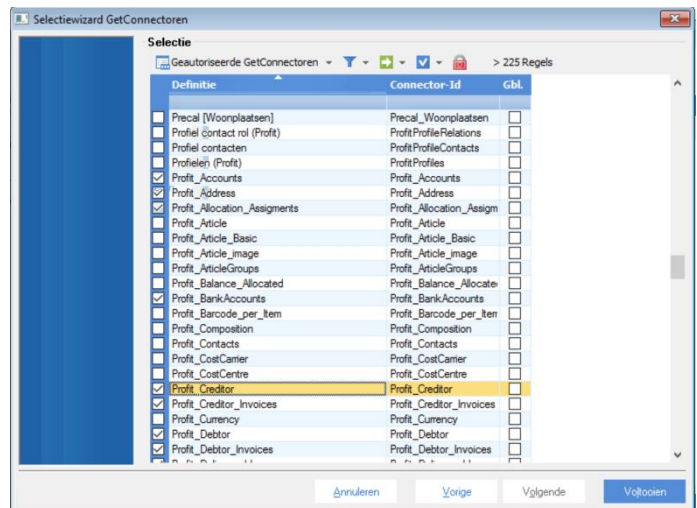 Selectiewizard GetConnectoren
Selectie
Geautoriseerde GetConnectoren > 225 Regels
Definitie Connector-Id Gbl.
Precal [Woonplaatsen] Precal_Woonplaatsen
Profiel contact rol (Profit) ProfitProfileRelations
Profiel contacten ProfitProfileContacts
Profielen (Profit) ProfitProfiles
Profit_Accounts Profit_Accounts
Profit_Address Profit_Address
Profit_Allocation_Assigments Profit_Allocation_Assigm
Profit_Article Profit_Article
Profit_Article_Basic Profit_Article_Basic
Profit_Article_image Profit_Article_image
Profit_ArticleGroups Profit_ArticleGroups
Profit_Balance_Allocated Profit_Balance_Allocate
Profit_BankAccounts Profit_BankAccounts
Profit_Barcode_per_Item Profit_Barcode_per_Item
Profit_Composition Profit_Composition
Profit_Contacts Profit_Contacts
Profit_CostCarrier Profit_CostCarrier
Profit_CostCentre Profit_CostCentre
Profit_Creditor Profit_Creditor
Profit_Creditor_Invoices Profit_Creditor_Invoices
Profit_Currency Profit_Currency
Profit_Debtor Profit_Debtor
Profit_Debtor_Invoices Profit_Debtor_Invoices
Annuleren Vorige Volgende Voltooien